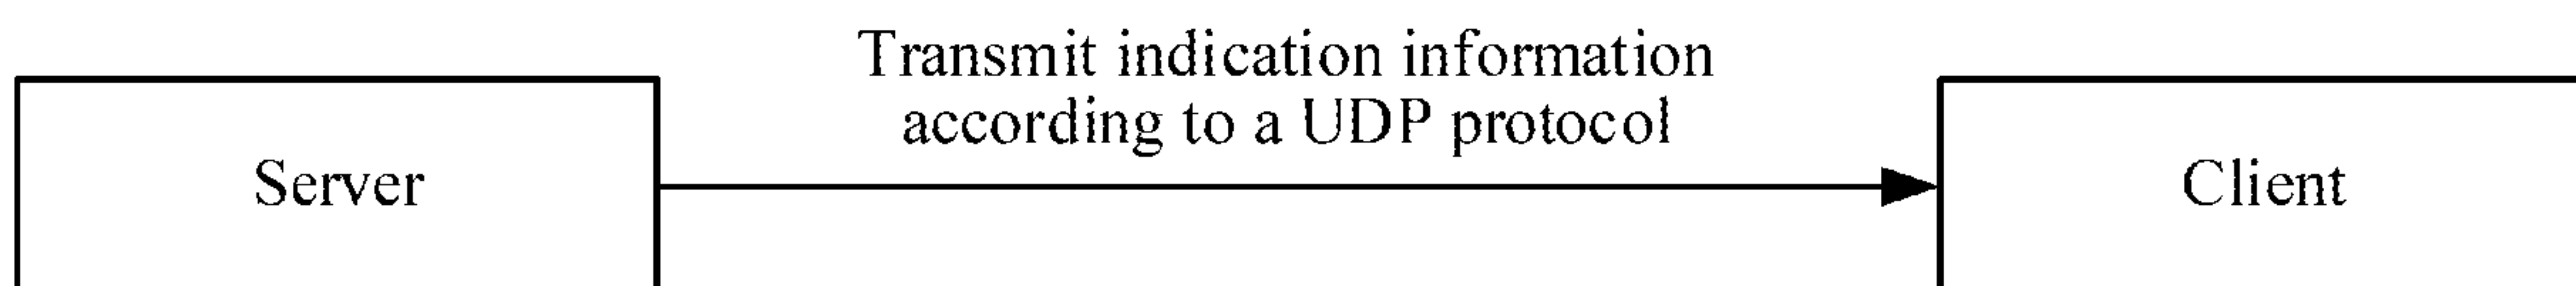 Transmit indication information
according to a UDP protocol
Server
Client